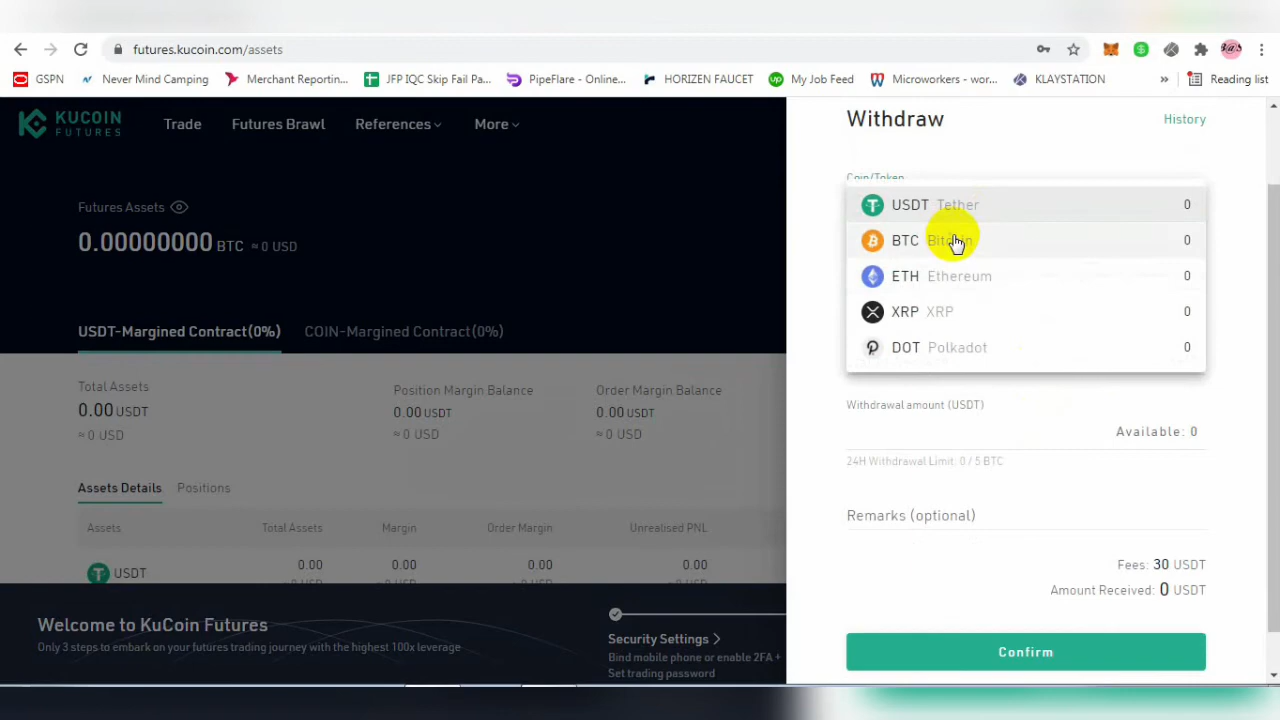 futures.kucoin.com/assets
GSPN
Never Mind Camping
Merchant Reportin...
JFP IQC Skip Fail Pa...
PipeFlare - Online...
HORIZEN FAUCET
My Job Feed
Microworkers - wor...
KLAYSTATION
»
Reading list
KUCOIN
FUTURES
Trade
Futures Brawl
References
More
Withdraw
History
Coin/Token
Futures Assets
0.00000000 BTC ≈ 0 USD
USDT Tether 0
BTC Bitcoin 0
ETH Ethereum 0
XRP XRP 0
DOT Polkadot 0
USDT-Margined Contract(0%)
COIN-Margined Contract(0%)
Total Assets
0.00 USDT
≈ 0 USD
Position Margin Balance
0.00 USDT
≈ 0 USD
Order Margin Balance
0.00 USDT
≈ 0 USD
Withdrawal amount (USDT)
Available: 0
24H Withdrawal Limit: 0 / 5 BTC
Assets Details
Positions
Remarks (optional)
Assets
Total Assets
Margin
Order Margin
Unrealised PNL
USDT
0.00
0.00
0.00
0.00
Fees: 30 USDT
Amount Received: 0 USDT
Confirm
Welcome to KuCoin Futures
Only 3 steps to embark on your futures trading journey with the highest 100x leverage
Security Settings
Bind mobile phone or enable 2FA +
Set trading password